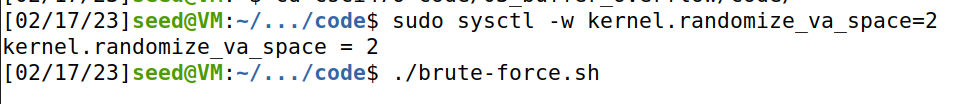 [02/17/23]seed@VM:~/.../code$ sudo sysctl -w kernel.randomize_va_space=2
kernel.randomize_va_space = 2
[02/17/23]seed@VM:~/.../code$ ./brute-force.sh